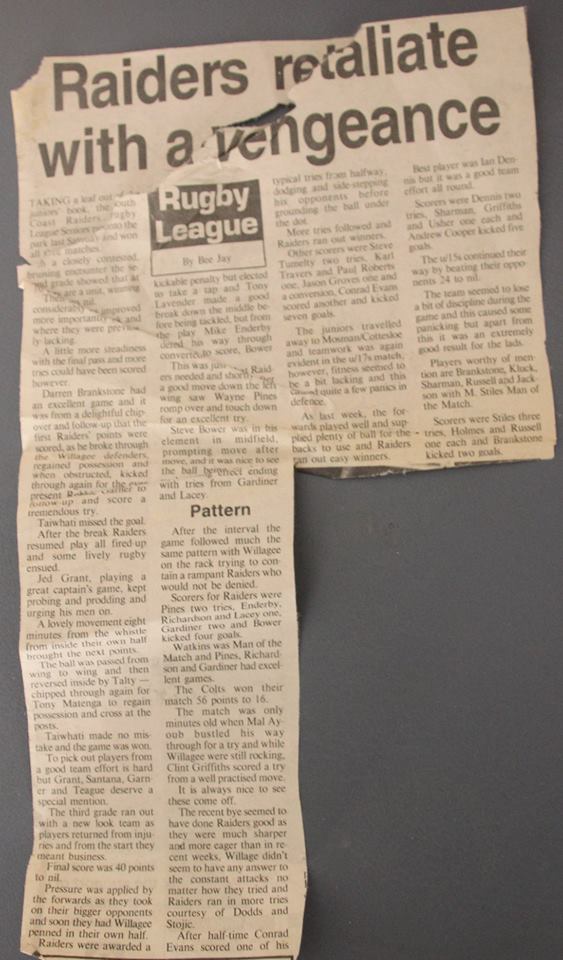 Raiders retaliate
with a vengeance
TAKING a leaf out of
juniors' book, the South
Coast Raiders rugby
League Seniors
park last Saturday and won
all matches.
a closely contested,
bruising encounter the
grade showed that
are a unit, winning
nil.
considerably improved
more importantly
where they were
ly lacking.
A little more steadiness
with the final pass and more
tries could have been scored
however.
Darren Brankstone had
an excellent game and it
was from a delightful chip-
over and follow-up that the
first Raiders' points were
scored, as he broke through
the Willagee defenders,
regained possession and
when obstructed, kicked
through again for the
present
follow-up and score a
tremendous try.
Taiwhati missed the goal.
After the break Raiders
resumed play all fired-up
and some lively rugby
ensued.
Jed Grant, playing a
great captain's game, kept
probing and prodding and
urging his men on.
A lovely movement eight
minutes from the whistle
from inside their own half
brought the next points.
The ball was passed from
wing to wing and then
reversed inside by Talty —
chipped through again for
Tony Matenga to regain
possession and cross at the
posts.
Taiwhati made no mis-
take and the game was won.
To pick out players from
a good team effort is hard
but Grant, Santana, Garn-
er and Teague deserve a
special mention.
The third grade ran out
with a new look team as
players returned from inju-
ries and from the start they
meant business.
Final score was 40 points
to nil.
Pressure was applied by
the forwards as they took
on their bigger opponents
and soon they had Willagee
penned in their own half.
Raiders were awarded a
Rugby
League
By Bee Jay
kickable penalty but elected
to take a tap and Tony
Lavender made a good
break down the middle be-
fore being tackled, but from
the play Mike Enderby
his way through
converted to score, Bower
This was just Raid-
ers needed and shortly
a good move down the left
wing saw Wayne Pines
romp over and touch down
for an excellent try.
Steve Bower was in his
element in midfield,
prompting move after
move, and it was nice to see
the ball ending
with tries from Gardiner
and Lacey.
Pattern
After the interval the
game followed much the
same pattern with Willagee
on the rack trying to con-
tain a rampant Raiders who
would not be denied.
Scorers for Raiders were
Pines two tries, Enderby,
Richardson and Lacey one,
Gardiner two and Bower
kicked four goals.
Watkins was Man of the
Match and Pines, Richard-
son and Gardiner had excel-
lent games.
The Colts won their
match 56 points to 16.
The match was only
minutes old when Mal Ay-
oub bustled his way
through for a try and while
Willagee were still rocking,
Clint Griffiths scored a try
from a well practised move.
It is always nice to see
these come off.
The recent bye seemed to
have done Raiders good as
they were much sharper
and more eager than in re-
cent weeks, Willage didn't
seem to have any answer to
the constant attacks no
matter how they tried and
Raiders ran in more tries
courtesy of Dodds and
Stojic.
After half-time Conrad
Evans scored one of his
typical tries from halfway,
dodging and side-stepping
his opponents before
grounding the ball under
the dot.
More tries followed and
Raiders ran out winners.
Other scorers were Steve
Tumelty two tries, Karl
Travers and Paul Roberts
one, Jason Groves one and
a conversion, Conrad Evans
scored another and kicked
seven goals.
The juniors travelled
away to Mosman/Cottesloe
and teamwork was again
evident in the u/17s match,
however, fitness seemed to
be a bit lacking and this
caused quite a few panics in
defence.
As last week, the for-
wards played well and sup-
plied plenty of ball for the
backs to use and Raiders
ran out easy winners.
Best player was Ian Den-
nis but it was a good team
effort all round.
Scorers were Dennis two
tries, Sharman, Griffiths
and Usher one each and
Andrew Cooper kicked five
goals.
The u/15s continued their
way by beating their oppo-
nents 24 to nil.
The team seemed to lose
a bit of discipline during the
game and this caused some
panicking but apart from
this it was an extremely
good result for the lads.
Players worthy of men-
tion are Brankstone, Kluck,
Sharman, Russell and Jack-
son with M. Stiles Man of
the Match.
Scorers were Stiles three
tries, Holmes and Russell
one each and Brankstone
kicked two goals.